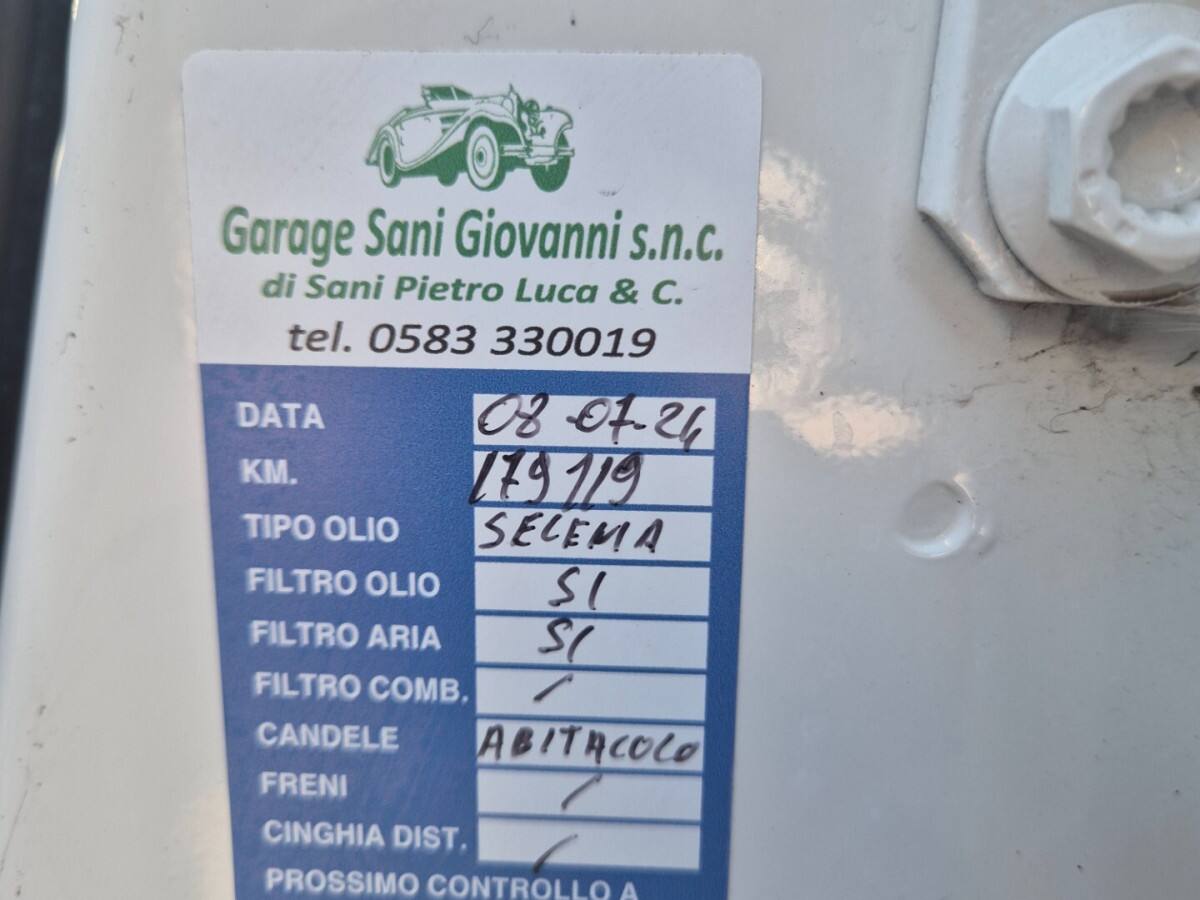 Garage Sani Giovanni s.n.c.
di Sani Pietro Luca & C.
tel. 0583 330019
DATA 08-07-24
KM. 179119
TIPO OLIO SELEMA
FILTRO OLIO SI
FILTRO ARIA SI
FILTRO COMB. /
CANDELE ABITACOLO
FRENI /
CINGHIA DIST. /
PROSSIMO CONTROLLO A